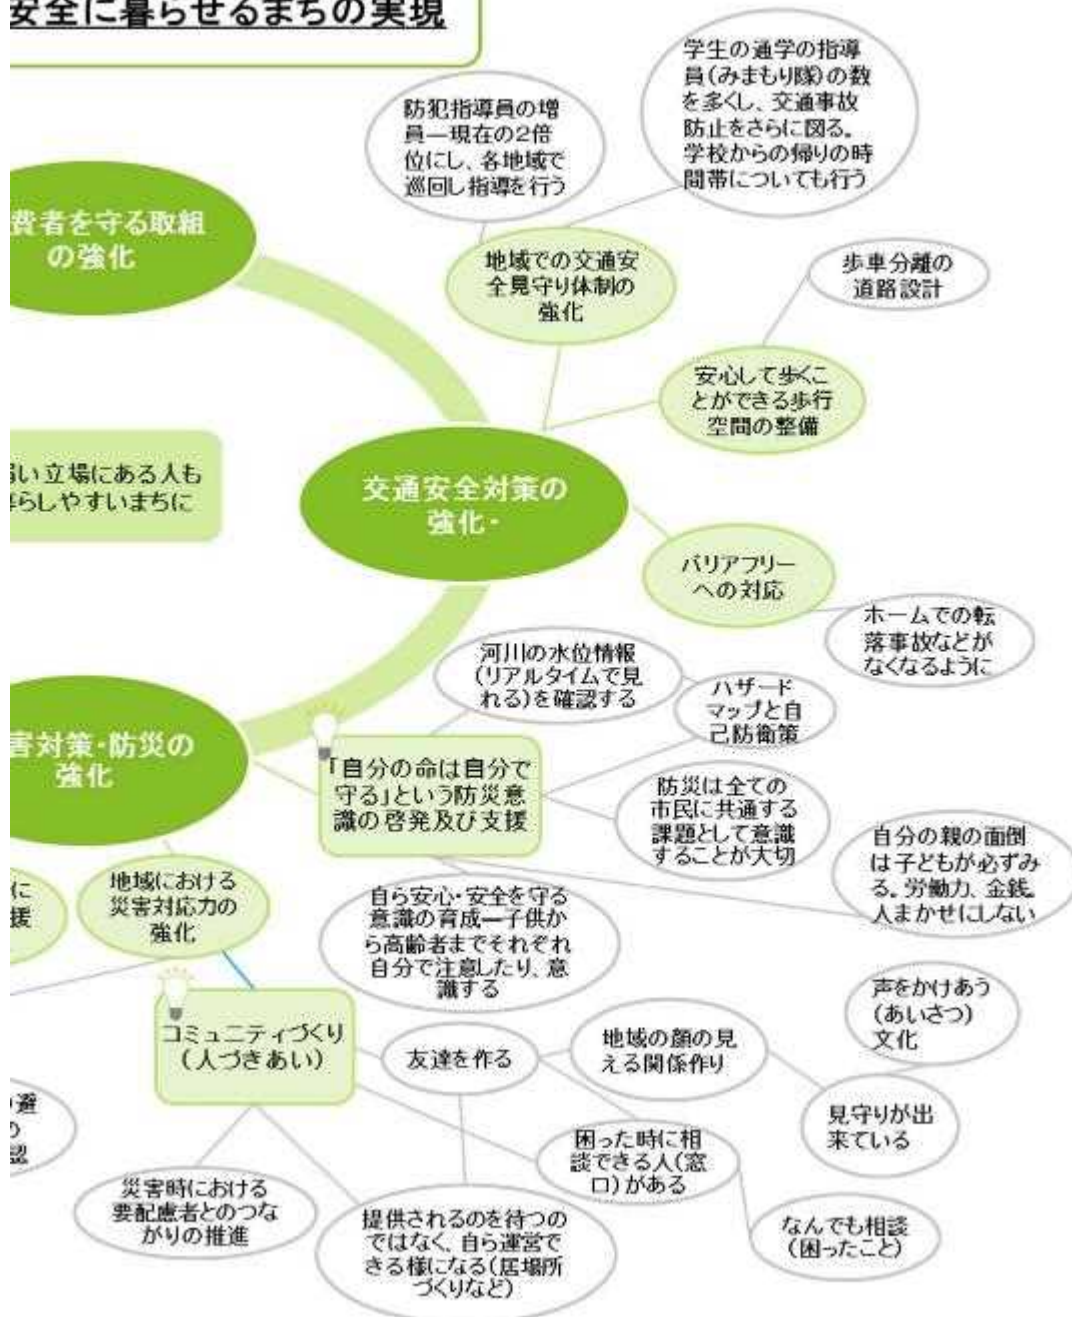 安全に暮らせるまちの実現
学生の通学の指導
員(みまもり隊)の数
を多くし、交通事故
防止をさらに図る。
学校からの帰りの時
間帯についても行う
防犯指導員の増
員―現在の2倍
位にし、各地域で
巡回し指導を行う
費者を守る取組
の強化
地域での交通安
全見守り体制の
強化
歩車分離の
道路設計
安心して歩くこ
とができる歩行
空間の整備
い立場にある人も
らしやすいまちに
交通安全対策の
強化・
バリアフリー
への対応
ホームでの転
落事故などが
なくなるように
河川の水位情報
(リアルタイムで見
れる)を確認する
ハザード
マップと自
己防衛策
害対策・防災の
強化
「自分の命は自分で
守る」という防災意
識の啓発及び支援
防災は全ての
市民に共通する
課題として意識
することが大切
自分の親の面倒
は子どもが必ずみ
る。労働力、金銭。
人まかせにしない
に
援
地域における
災害対応力の
強化
自ら安心・安全を守る
意識の育成―子供か
ら高齢者までそれぞれ
自分で注意したり、意
識する
声をかけあう
(あいさつ)
文化
コミュニティづくり
(人づきあい)
友達を作る
地域の顔の見
える関係作り
見守りが出
来ている
避
の
認
困った時に相
談できる人(窓
口)がある
災害時における
要配慮者とのつな
がりの推進
提供されるのを待つの
ではなく、自ら運営で
きる様になる(居場所
づくりなど)
なんでも相談
(困ったこと)